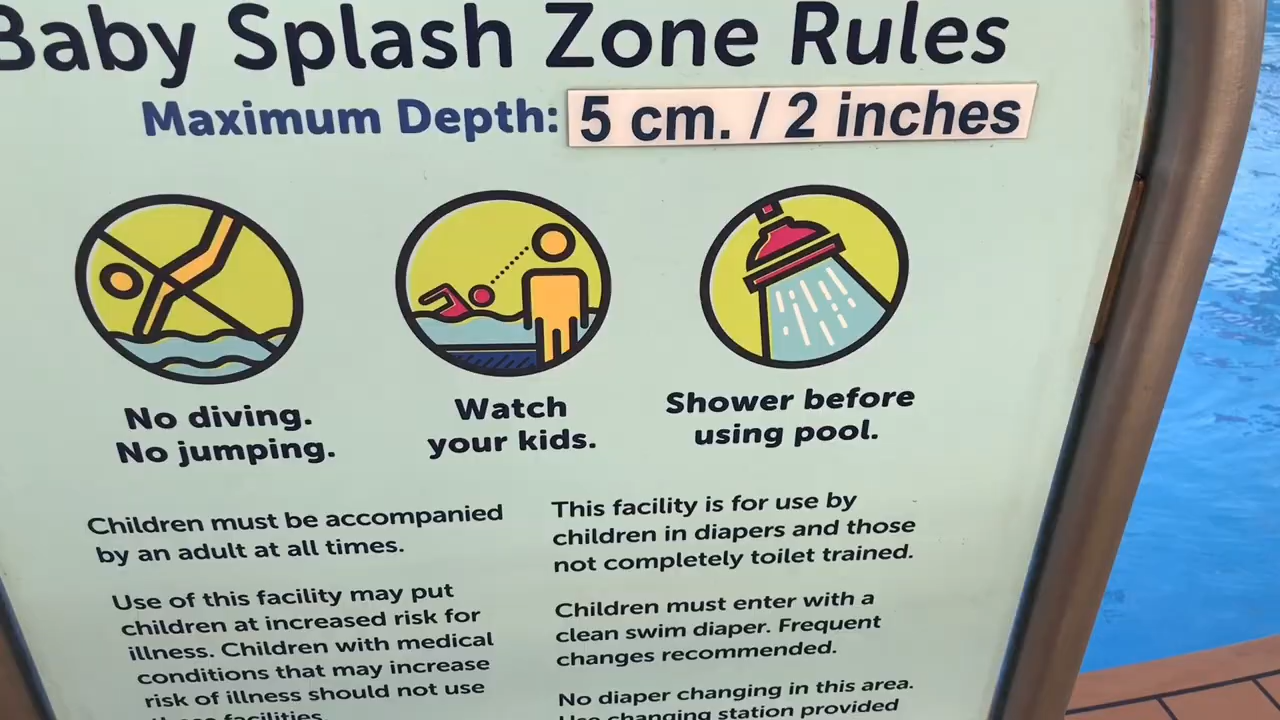 Baby Splash Zone Rules
Maximum Depth: 5 cm. / 2 inches
No diving.
No jumping.
Watch
your kids.
Shower before
using pool.
Children must be accompanied
by an adult at all times.
Use of this facility may put
children at increased risk for
illness. Children with medical
conditions that may increase
risk of illness should not use
these facilities
This facility is for use by
children in diapers and those
not completely toilet trained.
Children must enter with a
clean swim diaper. Frequent
changes recommended.
No diaper changing in this area.
Use changing station provided